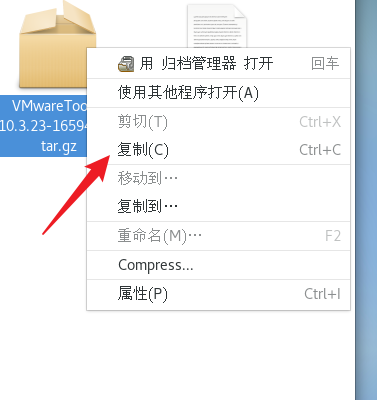 VMwareToo
10.3.23-16594
tar.gz
用 归档管理器 打开 回车
使用其他程序打开(A)
剪切(T) Ctrl+X
复制(C) Ctrl+C
移动到…
复制到…
重命名(M)… F2
Compress...
属性(P) Ctrl+I